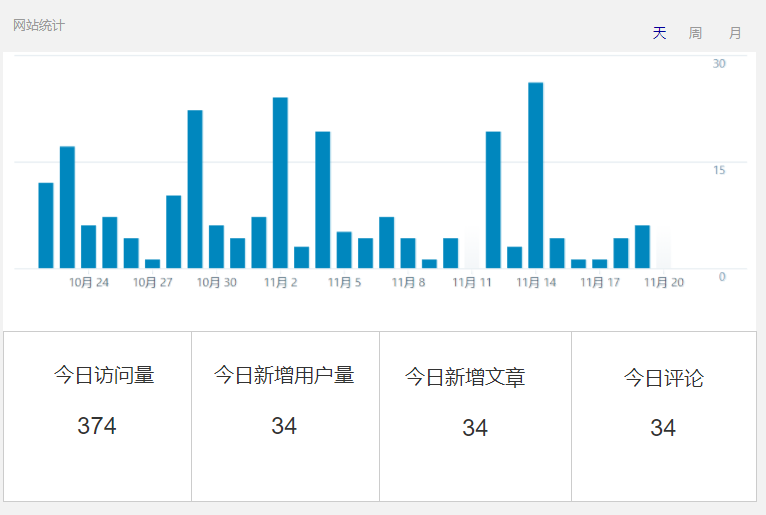 网站统计
天 周 月
30
15
0
10月 24 10月 27 10月 30 11月 2 11月 5 11月 8 11月 11 11月 14 11月 17 11月 20
今日访问量 今日新增用户量 今日新增文章 今日评论
374 34 34 34